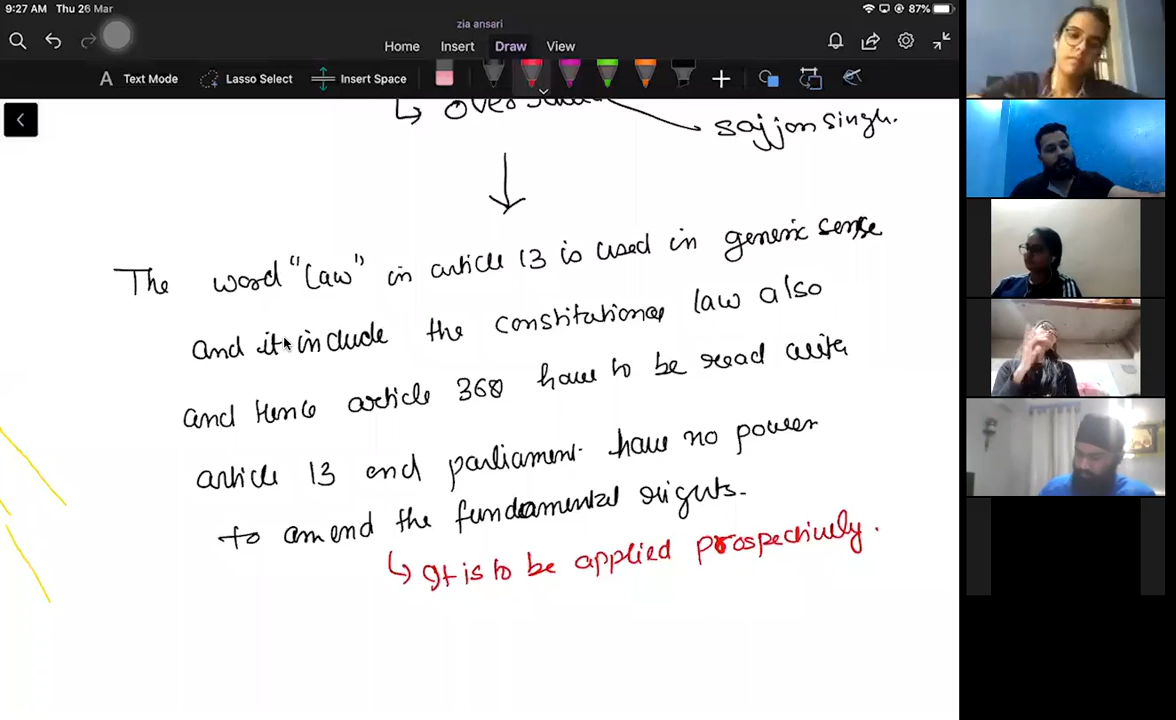 9:27 AM Thu 26 Mar
87%
zia ansari
Home Insert Draw View
Text Mode Lasso Select Insert Space
sajjan singh.
The word "law" in article 13 is used in generic sense
and it include the constitutional law also
and Hence article 368 have to be read with
article 13 and parliament have no power
to amend the fundamental rights.
It is to be applied prospectively.